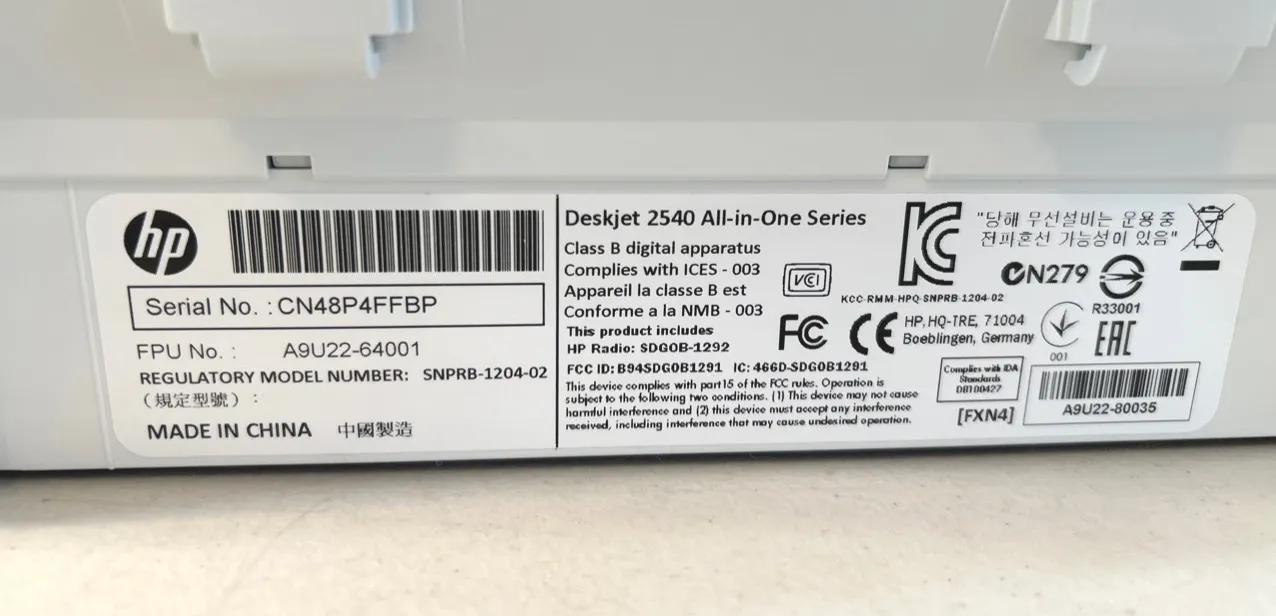 hp
Serial No. : CN48P4FFBP
FPU No. : A9U22-64001
REGULATORY MODEL NUMBER: SNPRB-1204-02
（規定型號）:
MADE IN CHINA 中國製造
Deskjet 2540 All-in-One Series
Class B digital apparatus
Complies with ICES - 003
Appareil la classe B est
Conforme a la NMB - 003
This product includes
HP Radio: SDGOB-1292
FCC ID: B94SDG0B1291 IC: 466D-SDG0B1291
This device complies with part15 of the FCC rules. Operation is
subject to the following two conditions. (1) This device may not cause
harmful interference and (2) this device must accept any interference
received, including interference that may cause undesired operation.
VCI
FC
CE
KC
KCC-RMM-HPQ-SNPRB-1204-02
"당해 무선설비는 운용 중
전파혼선 가능성이 있음"
N279
HP, HQ-TRE, 71004
Boeblingen, Germany
001
R33001
EAC
Complies with IDA
Standards
DB100427
[FXN4]
A9U22-80035